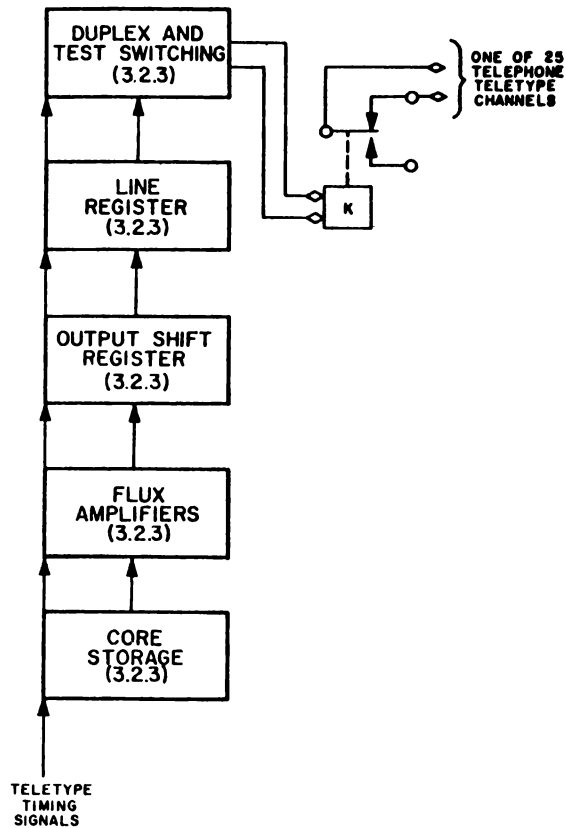 DUPLEX AND
TEST SWITCHING
(3.2.3)
ONE OF 25
TELEPHONE
TELETYPE
CHANNELS
LINE
REGISTER
(3.2.3)
K
OUTPUT SHIFT
REGISTER
(3.2.3)
FLUX
AMPLIFIERS
(3.2.3)
CORE
STORAGE
(3.2.3)
TELETYPE
TIMING
SIGNALS